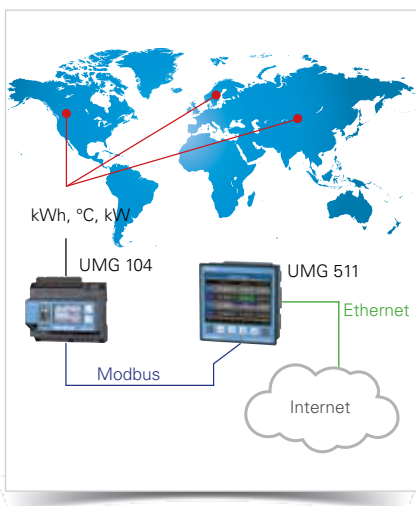 kWh, °C, kW
UMG 104
UMG 511
Ethernet
Modbus
Internet